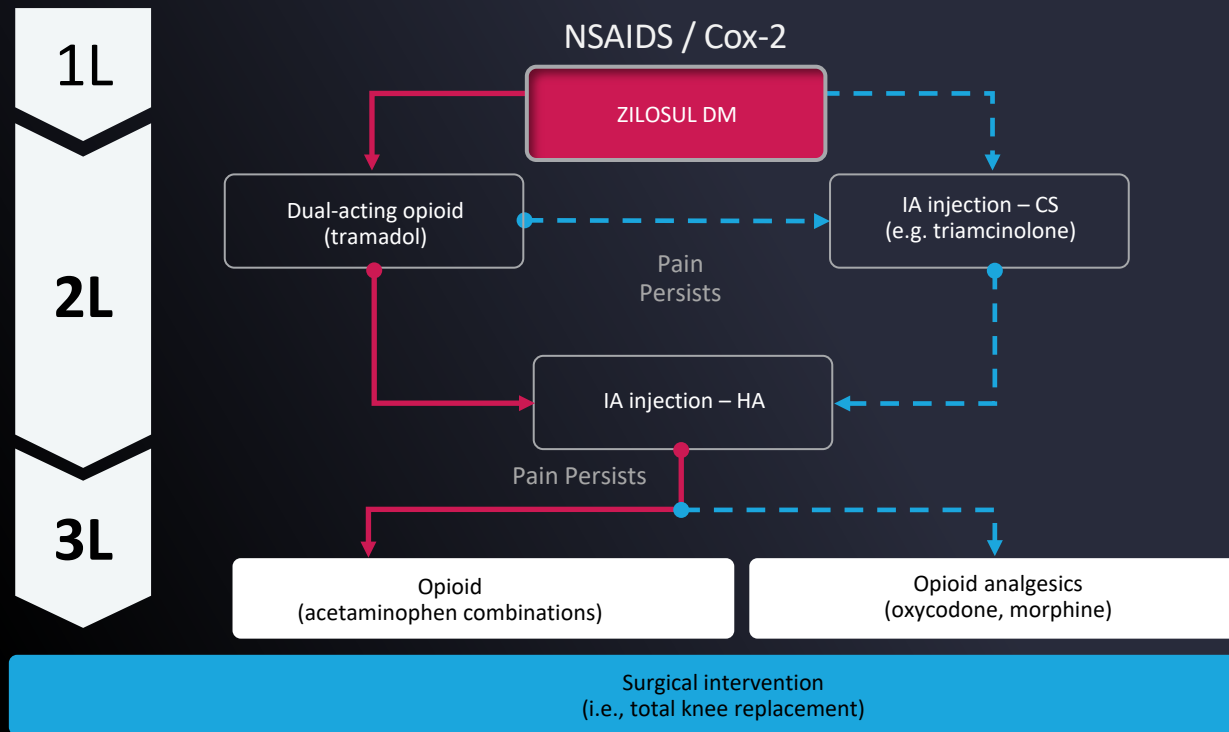 1L
NSAIDS / Cox-2
ZILOSUL DM
2L
Dual-acting opioid
(tramadol)
IA injection – CS
(e.g. triamcinolone)
Pain
Persists
IA injection – HA
Pain Persists
3L
Opioid
(acetaminophen combinations)
Opioid analgesics
(oxycodone, morphine)
Surgical intervention
(i.e., total knee replacement)